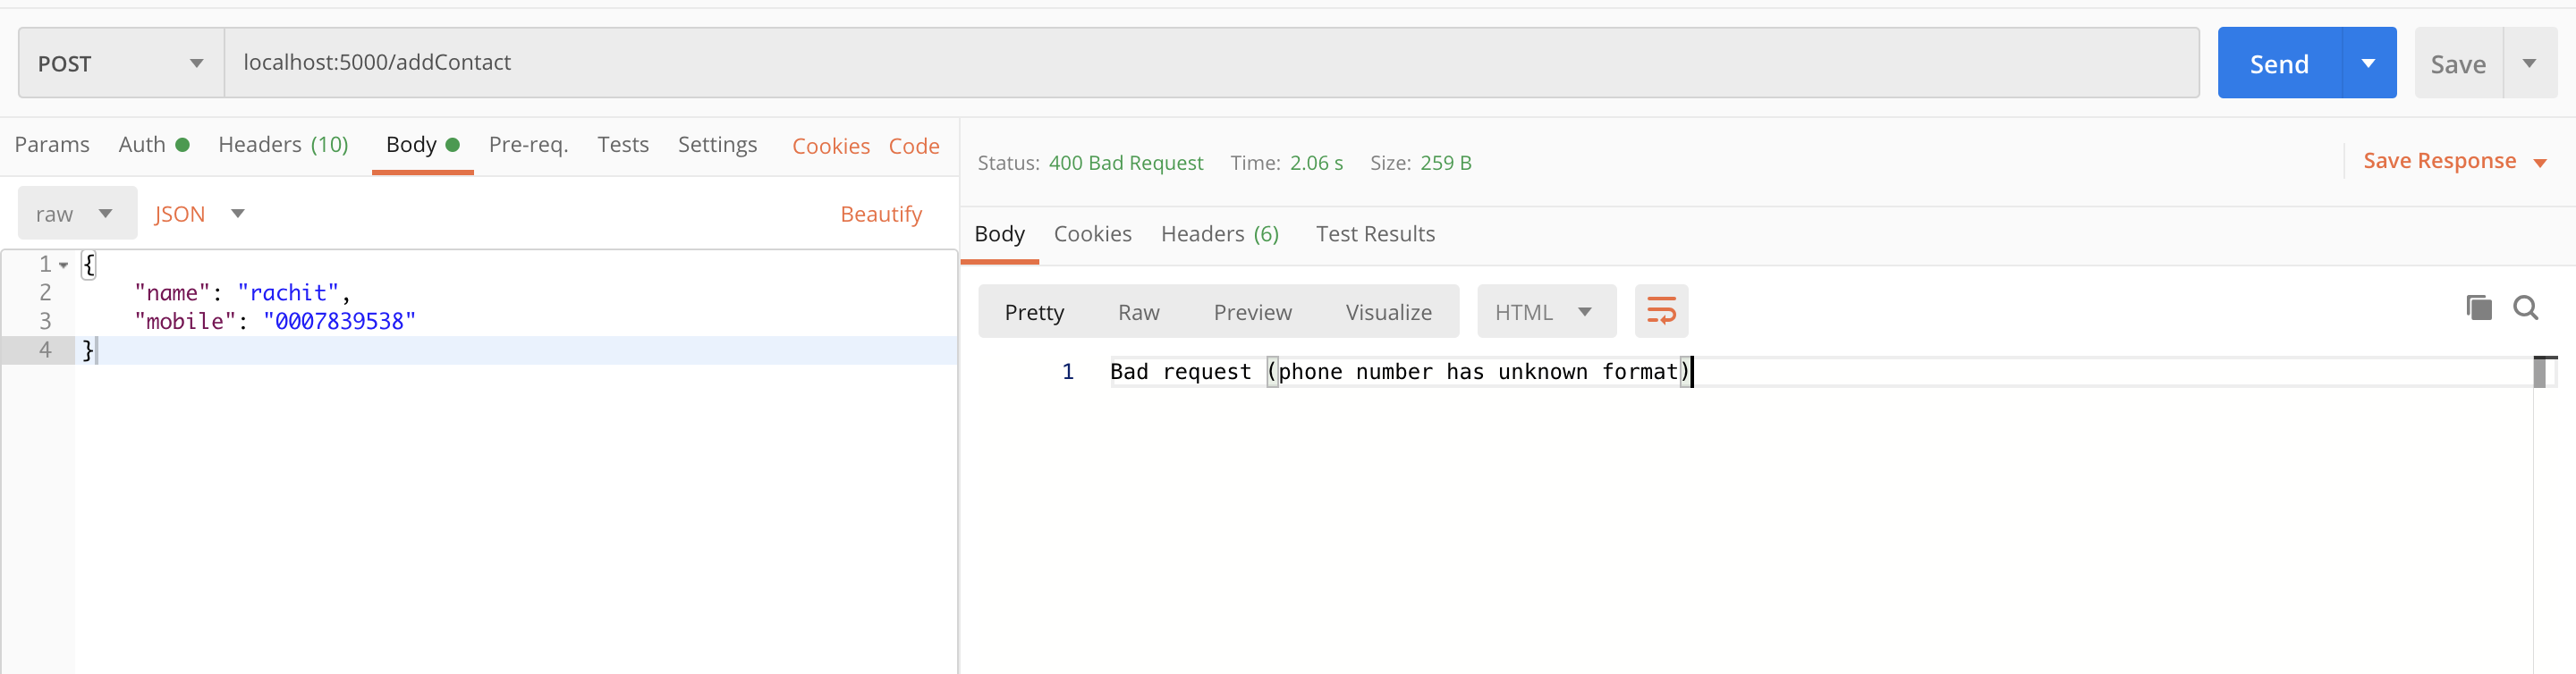 POST localhost:5000/addContact Send Save
Params Auth Headers (10) Body Pre-req. Tests Settings Cookies Code
raw JSON Beautify
1 {
2 "name": "rachit",
3 "mobile": "0007839538"
4 }
Status: 400 Bad Request Time: 2.06 s Size: 259 B Save Response
Body Cookies Headers (6) Test Results
Pretty Raw Preview Visualize HTML
1 Bad request (phone number has unknown format)